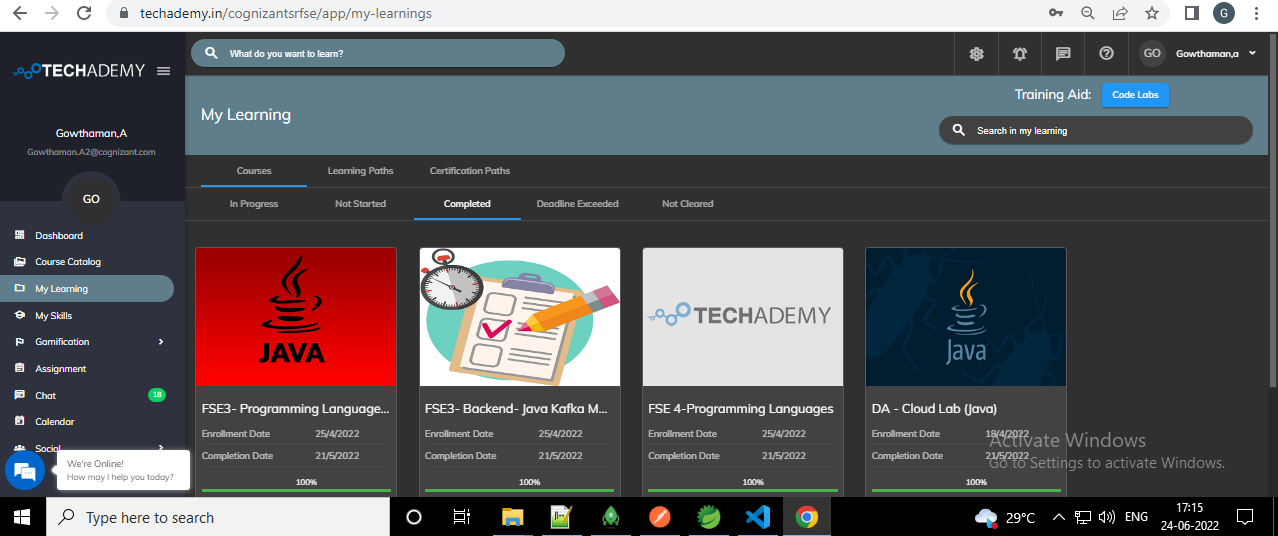 techademy.in/cognizantsrfse/app/my-learnings
G
TECHADEMY
What do you want to learn?
GO
Gowthaman,a
My Learning
Training Aid:
Code Labs
Search in my learning
Gowthaman,A
Gowthaman.A2@cognizant.com
GO
Courses
Learning Paths
Certification Paths
In Progress
Not Started
Completed
Deadline Exceeded
Not Cleared
Dashboard
Course Catalog
My Learning
My Skills
Gamification
Assignment
Chat
18
Calendar
Social
We're Online!
How may I help you today?
JAVA
FSE3- Programming Language...
Enrollment Date 25/4/2022
Completion Date 21/5/2022
100%
FSE3- Backend- Java Kafka M...
Enrollment Date 25/4/2022
Completion Date 21/5/2022
100%
TECHADEMY
FSE 4-Programming Languages
Enrollment Date 25/4/2022
Completion Date 21/5/2022
100%
Java
DA - Cloud Lab (Java)
Enrollment Date 18/4/2022
Completion Date 21/5/2022
100%
Activate Windows
Go to Settings to activate Windows.
Type here to search
29°C
ENG
17:15
24-06-2022